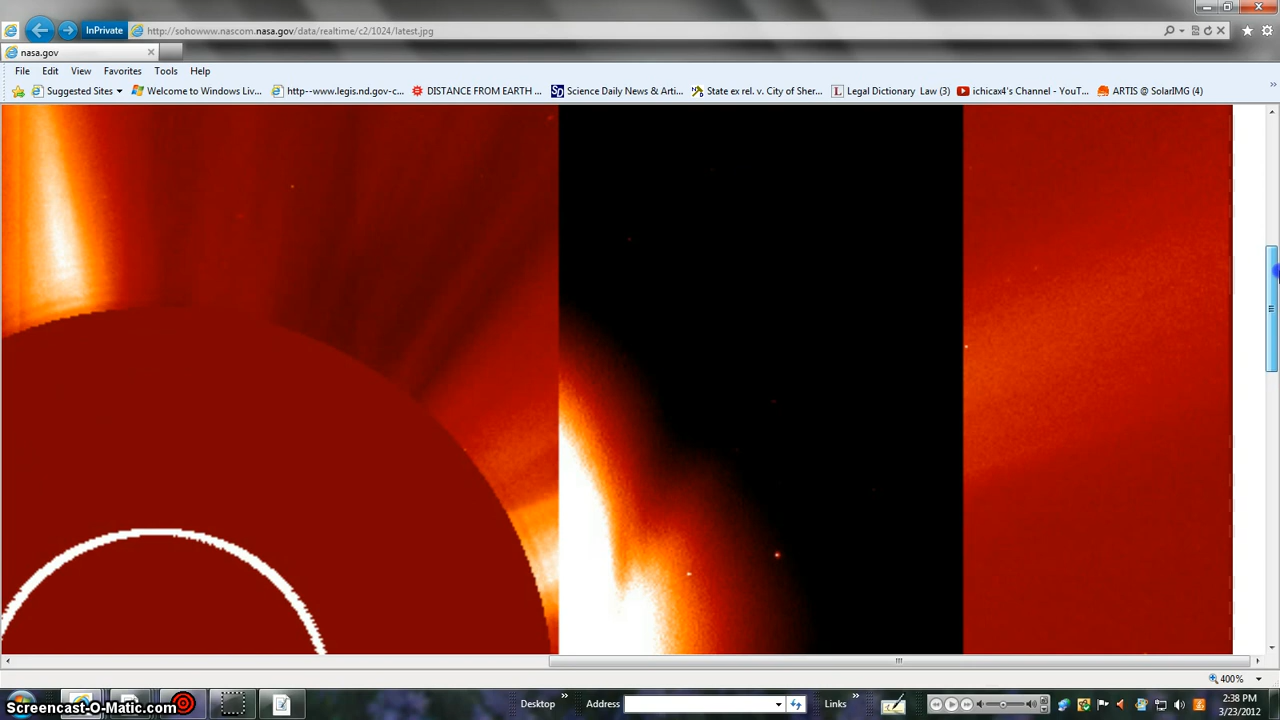 InPrivate
http://sohowww.nascom.nasa.gov/data/realtime/c2/1024/latest.jpg
nasa.gov
File Edit View Favorites Tools Help
Suggested Sites Welcome to Windows Liv... http--www.legis.nd.gov-c... DISTANCE FROM EARTH ... Sp Science Daily News & Arti... State ex rel. v. City of Sher... L Legal Dictionary Law (3) ichicax4's Channel - YouT... ARTIS @ SolarIMG (4)
400%
Desktop Address Links
2:38 PM
3/23/2012
Screencast-O-Matic.com